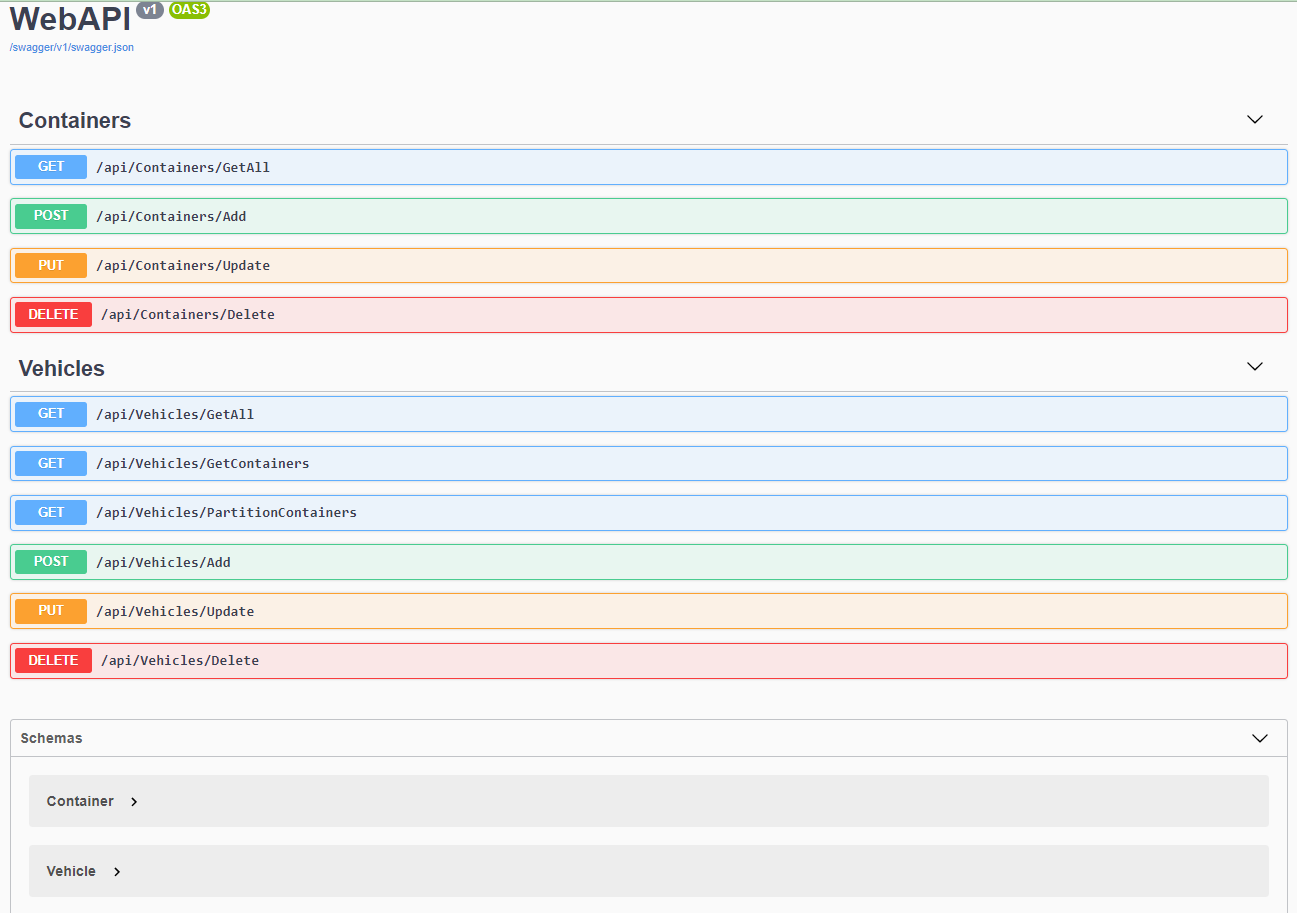 WebAPI v1 OAS3
/swagger/v1/swagger.json
Containers
GET /api/Containers/GetAll
POST /api/Containers/Add
PUT /api/Containers/Update
DELETE /api/Containers/Delete
Vehicles
GET /api/Vehicles/GetAll
GET /api/Vehicles/GetContainers
GET /api/Vehicles/PartitionContainers
POST /api/Vehicles/Add
PUT /api/Vehicles/Update
DELETE /api/Vehicles/Delete
Schemas
Container
Vehicle